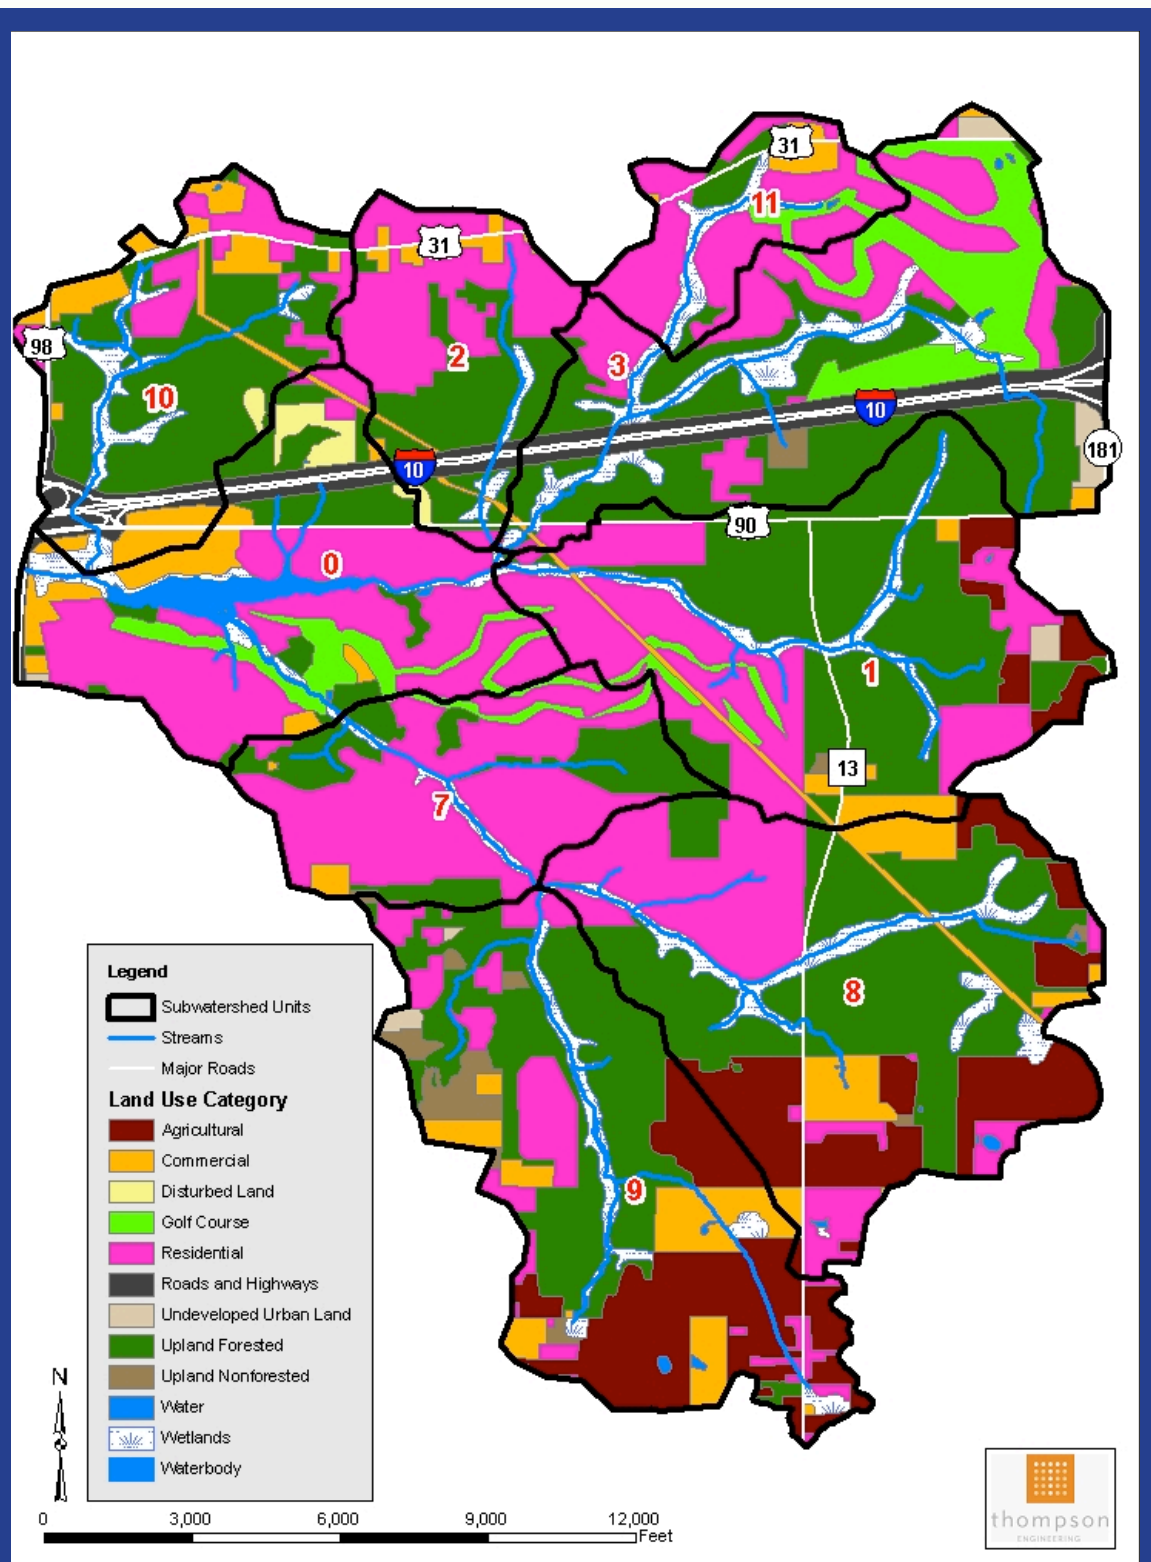 31
11
31
98
2
3
10
10
10
181
90
0
1
13
7
8
9
Legend
Subwatershed Units
Streams
Major Roads
Land Use Category
Agricultural
Commercial
Disturbed Land
Golf Course
Residential
Roads and Highways
Undeveloped Urban Land
Upland Forested
Upland Nonforested
Water
Wetlands
Waterbody
N
0 3,000 6,000 9,000 12,000
Feet
thompson
ENGINEERING